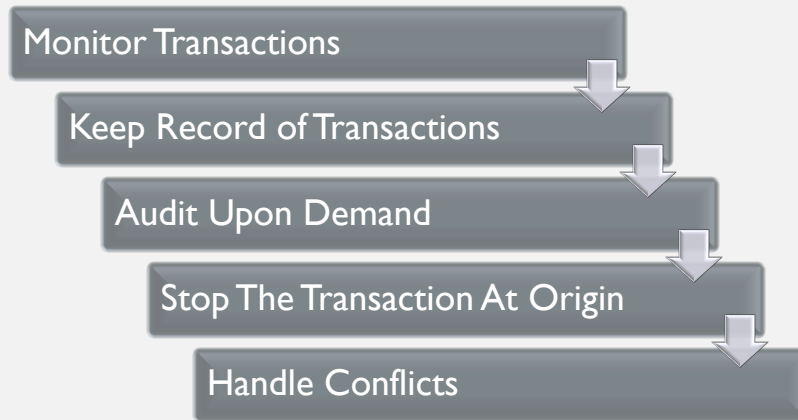 Monitor Transactions
Keep Record of Transactions
Audit Upon Demand
Stop The Transaction At Origin
Handle Conflicts